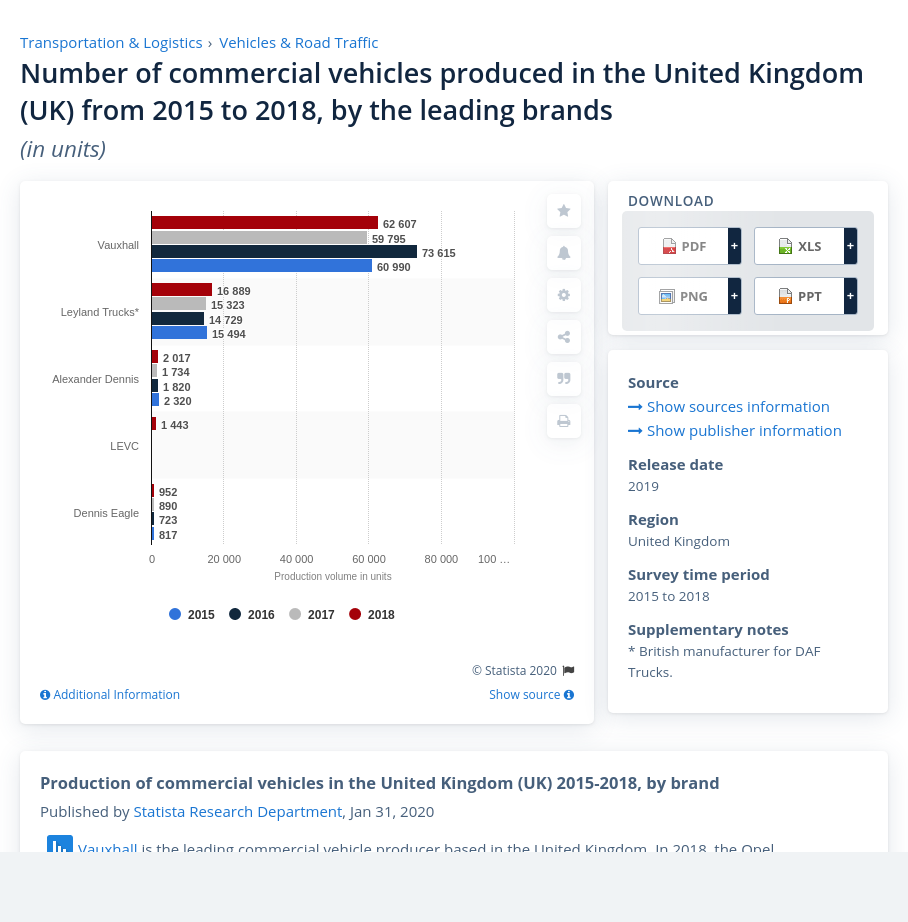 Transportation & Logistics › Vehicles & Road Traffic
Number of commercial vehicles produced in the United Kingdom
(UK) from 2015 to 2018, by the leading brands
(in units)
Vauxhall
62 607
59 795
73 615
60 990
Leyland Trucks*
16 889
15 323
14 729
15 494
Alexander Dennis
2 017
1 734
1 820
2 320
LEVC
1 443
Dennis Eagle
952
890
723
817
0 20 000 40 000 60 000 80 000 100 …
Production volume in units
2015 2016 2017 2018
© Statista 2020
Additional Information Show source
DOWNLOAD
PDF + XLS +
PNG + PPT +
Source
Show sources information
Show publisher information
Release date
2019
Region
United Kingdom
Survey time period
2015 to 2018
Supplementary notes
* British manufacturer for DAF
Trucks.
Production of commercial vehicles in the United Kingdom (UK) 2015-2018, by brand
Published by Statista Research Department, Jan 31, 2020
Vauxhall is the leading commercial vehicle producer based in the United Kingdom. In 2018, the Opel